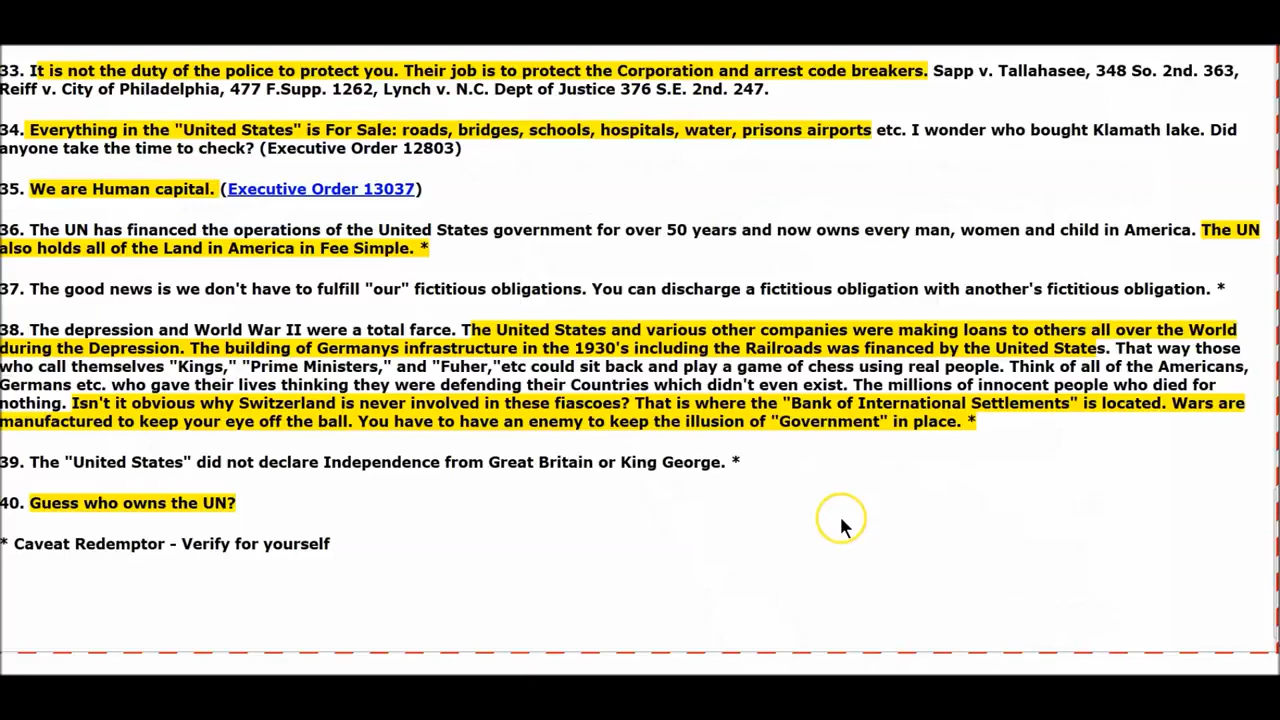 33. It is not the duty of the police to protect you. Their job is to protect the Corporation and arrest code breakers. Sapp v. Tallahasee, 348 So. 2nd. 363,
Reiff v. City of Philadelphia, 477 F.Supp. 1262, Lynch v. N.C. Dept of Justice 376 S.E. 2nd. 247.
34. Everything in the "United States" is For Sale: roads, bridges, schools, hospitals, water, prisons airports etc. I wonder who bought Klamath lake. Did
anyone take the time to check? (Executive Order 12803)
35. We are Human capital. (Executive Order 13037)
36. The UN has financed the operations of the United States government for over 50 years and now owns every man, women and child in America. The UN
also holds all of the Land in America in Fee Simple. *
37. The good news is we don't have to fulfill "our" fictitious obligations. You can discharge a fictitious obligation with another's fictitious obligation. *
38. The depression and World War II were a total farce. The United States and various other companies were making loans to others all over the World
during the Depression. The building of Germanys infrastructure in the 1930's including the Railroads was financed by the United States. That way those
who call themselves "Kings," "Prime Ministers," and "Fuher,"etc could sit back and play a game of chess using real people. Think of all of the Americans,
Germans etc. who gave their lives thinking they were defending their Countries which didn't even exist. The millions of innocent people who died for
nothing. Isn't it obvious why Switzerland is never involved in these fiascoes? That is where the "Bank of International Settlements" is located. Wars are
manufactured to keep your eye off the ball. You have to have an enemy to keep the illusion of "Government" in place. *
39. The "United States" did not declare Independence from Great Britain or King George. *
40. Guess who owns the UN?
* Caveat Redemptor - Verify for yourself